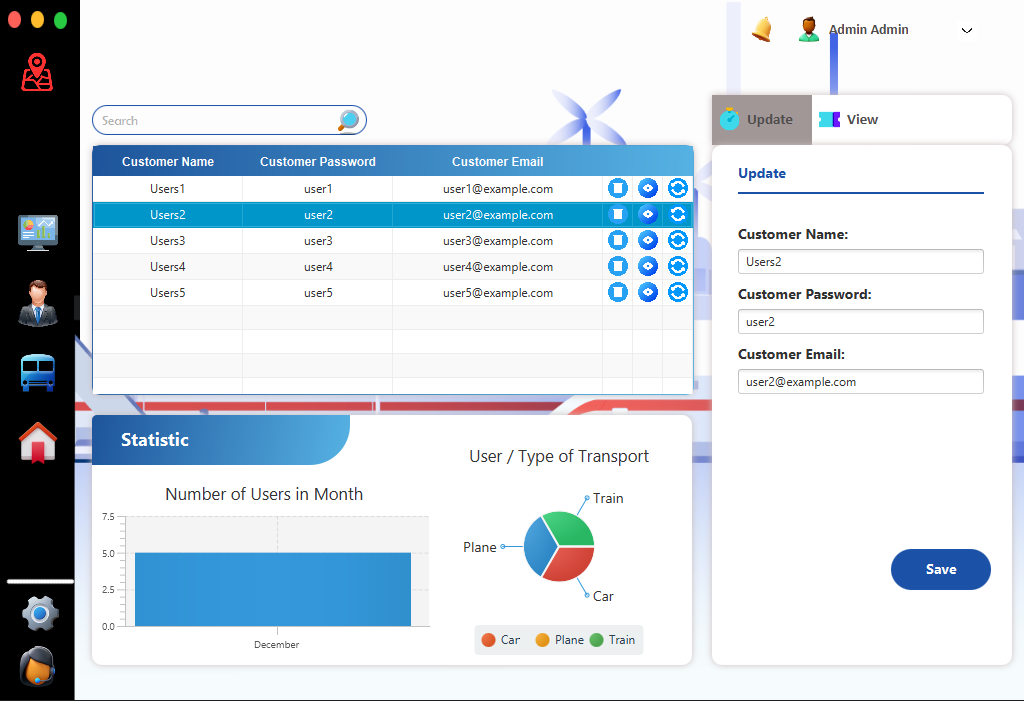 Admin Admin
Search
Update View
Customer Name Customer Password Customer Email
Users1 user1 user1@example.com
Users2 user2 user2@example.com
Users3 user3 user3@example.com
Users4 user4 user4@example.com
Users5 user5 user5@example.com
Update
Customer Name:
Users2
Customer Password:
user2
Customer Email:
user2@example.com
Save
Statistic
Number of Users in Month
7.5
5.0
2.5
0.0
December
User / Type of Transport
Train
Plane
Car
Car Plane Train